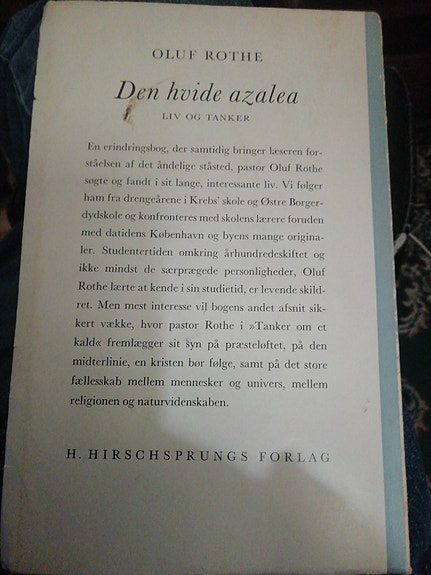 OLUF ROTHE
Den hvide azalea
LIV OG TANKER
En erindringsbog, der samtidig bringer læseren for-
ståelsen af det åndelige ståsted, pastor Oluf Rothe
søgte og fandt i sit lange, interessante liv. Vi følger
ham fra drengeårene i Krebs' skole og Østre Borger-
dydskole og konfronteres med skolens lærere foruden
med datidens København og byens mange origina-
ler. Studentertiden omkring århundredeskiftet og
ikke mindst de særprægede personligheder, Oluf
Rothe lærte at kende i sin studietid, er levende skild-
ret. Men mest interesse vil bogens andet afsnit sik-
kert vække, hvor pastor Rothe i »Tanker om et
kald« fremlægger sit syn på præsteløftet, på den
midterlinie, en kristen bør følge, samt på det store
fællesskab mellem mennesker og univers, mellem
religionen og naturvidenskaben.
H. HIRSCHSPRUNGS FORLAG